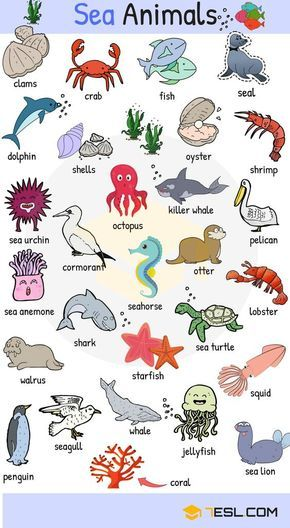 Sea Animals
clams
crab
fish
seal
dolphin
shells
oyster
shrimp
sea urchin
cormorant
octopus
killer whale
pelican
otter
sea anemone
shark
seahorse
sea turtle
lobster
walrus
starfish
squid
penguin
seagull
whale
jellyfish
sea lion
coral
7ESL.COM